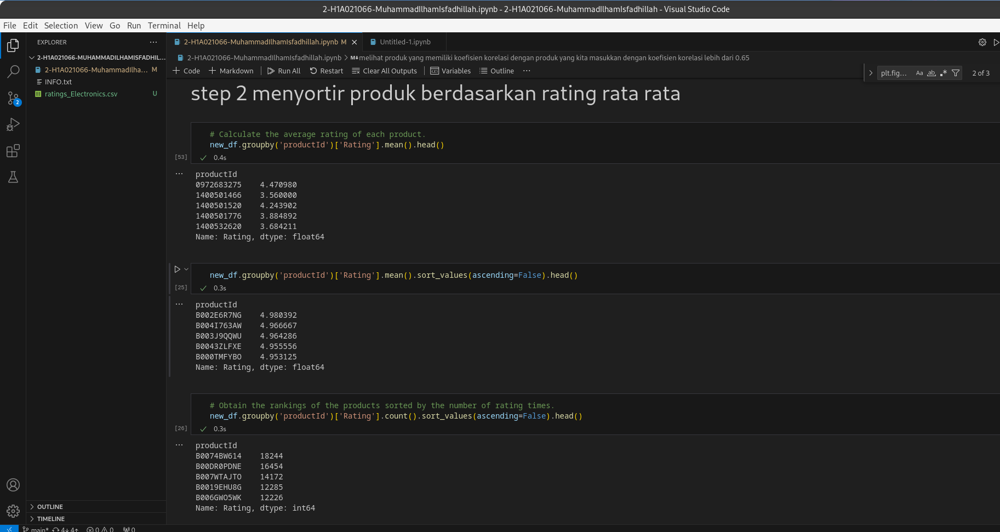 2-H1A021066-MuhammadIlhamIsfadhillah.ipynb - 2-H1A021066-MuhammadIlhamIsfadhillah - Visual Studio Code
File Edit Selection View Go Run Terminal Help
EXPLORER
2-H1A021066-MUHAMMADILHAMISFADHIL...
2-H1A021066-MuhammadIlha... M
INFO.txt
ratings_Electronics.csv U
2
OUTLINE
TIMELINE
2-H1A021066-MuhammadIlhamIsfadhillah.ipynb M
Untitled-1.ipynb
2-H1A021066-MuhammadIlhamIsfadhillah.ipynb > M↓melihat produk yang memiliki koefisien korelasi dengan produk yang kita masukkan dengan koefisien korelasi lebih dari 0.65
+ Code + Markdown Run All Restart Clear All Outputs Variables Outline ...
plt.fig... Aa ab .* 2 of 3
step 2 menyortir produk berdasarkan rating rata rata
# Calculate the average rating of each product.
new_df.groupby('productId')['Rating'].mean().head()
[53] 0.4s
productId
0972683275 4.470980
1400501466 3.560000
1400501520 4.243902
1400501776 3.884892
1400532620 3.684211
Name: Rating, dtype: float64
new_df.groupby('productId')['Rating'].mean().sort_values(ascending=False).head()
[25] 0.3s
productId
B002E6R7NG 4.980392
B004I763AW 4.966667
B003J9QQWU 4.964286
B0043ZLFXE 4.955556
B000TMFYBO 4.953125
Name: Rating, dtype: float64
# Obtain the rankings of the products sorted by the number of rating times.
new_df.groupby('productId')['Rating'].count().sort_values(ascending=False).head()
[26] 0.3s
productId
B0074BW614 18244
B00DR0PDNE 16454
B007WTAJTO 14172
B0019EHU8G 12285
B006GWO5WK 12226
Name: Rating, dtype: int64
main* 4↓ 4↑ 0 0 0